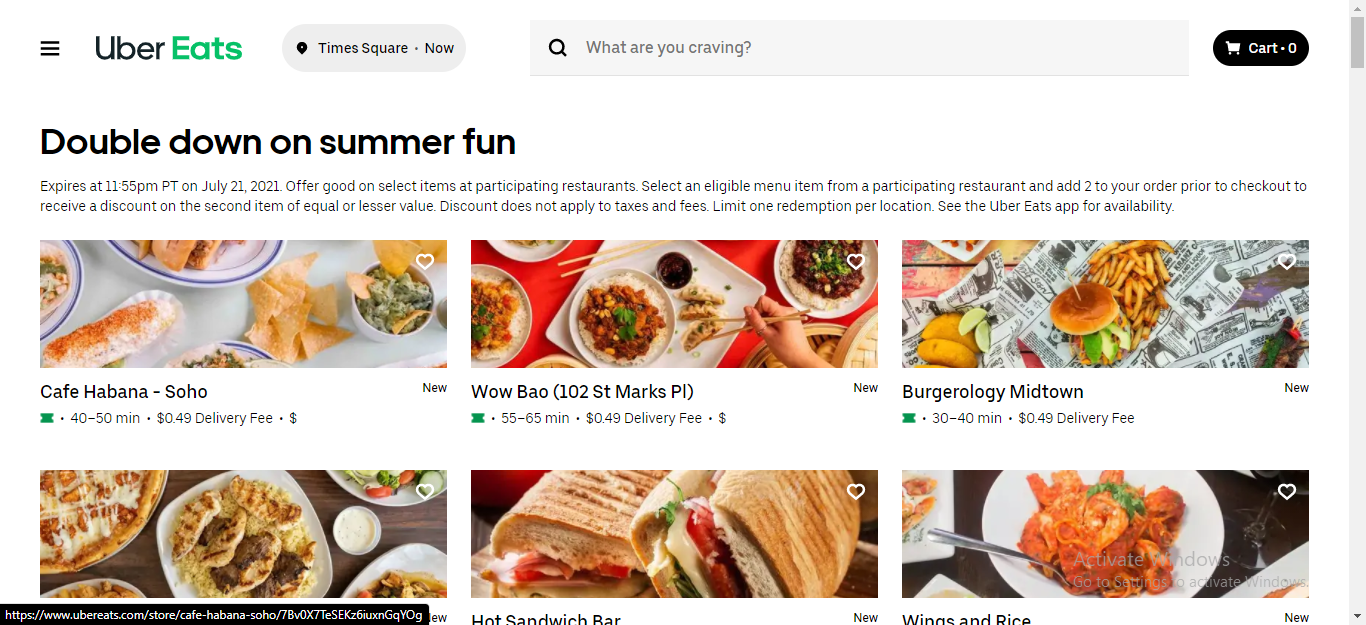 Uber Eats
Times Square • Now
What are you craving?
Cart • 0
Double down on summer fun
Expires at 11:55pm PT on July 21, 2021. Offer good on select items at participating restaurants. Select an eligible menu item from a participating restaurant and add 2 to your order prior to checkout to
receive a discount on the second item of equal or lesser value. Discount does not apply to taxes and fees. Limit one redemption per location. See the Uber Eats app for availability.
Cafe Habana - Soho
New
• 40–50 min • $0.49 Delivery Fee • $
Wow Bao (102 St Marks Pl)
New
• 55–65 min • $0.49 Delivery Fee • $
Burgerology Midtown
New
• 30–40 min • $0.49 Delivery Fee
Activate Windows
Go to Settings to activate Windows.
https://www.ubereats.com/store/cafe-habana-soho/7Bv0X7TeSEKz6iuxnGqYOg
New
Hot Sandwich Bar
New
Wings and Rice
New